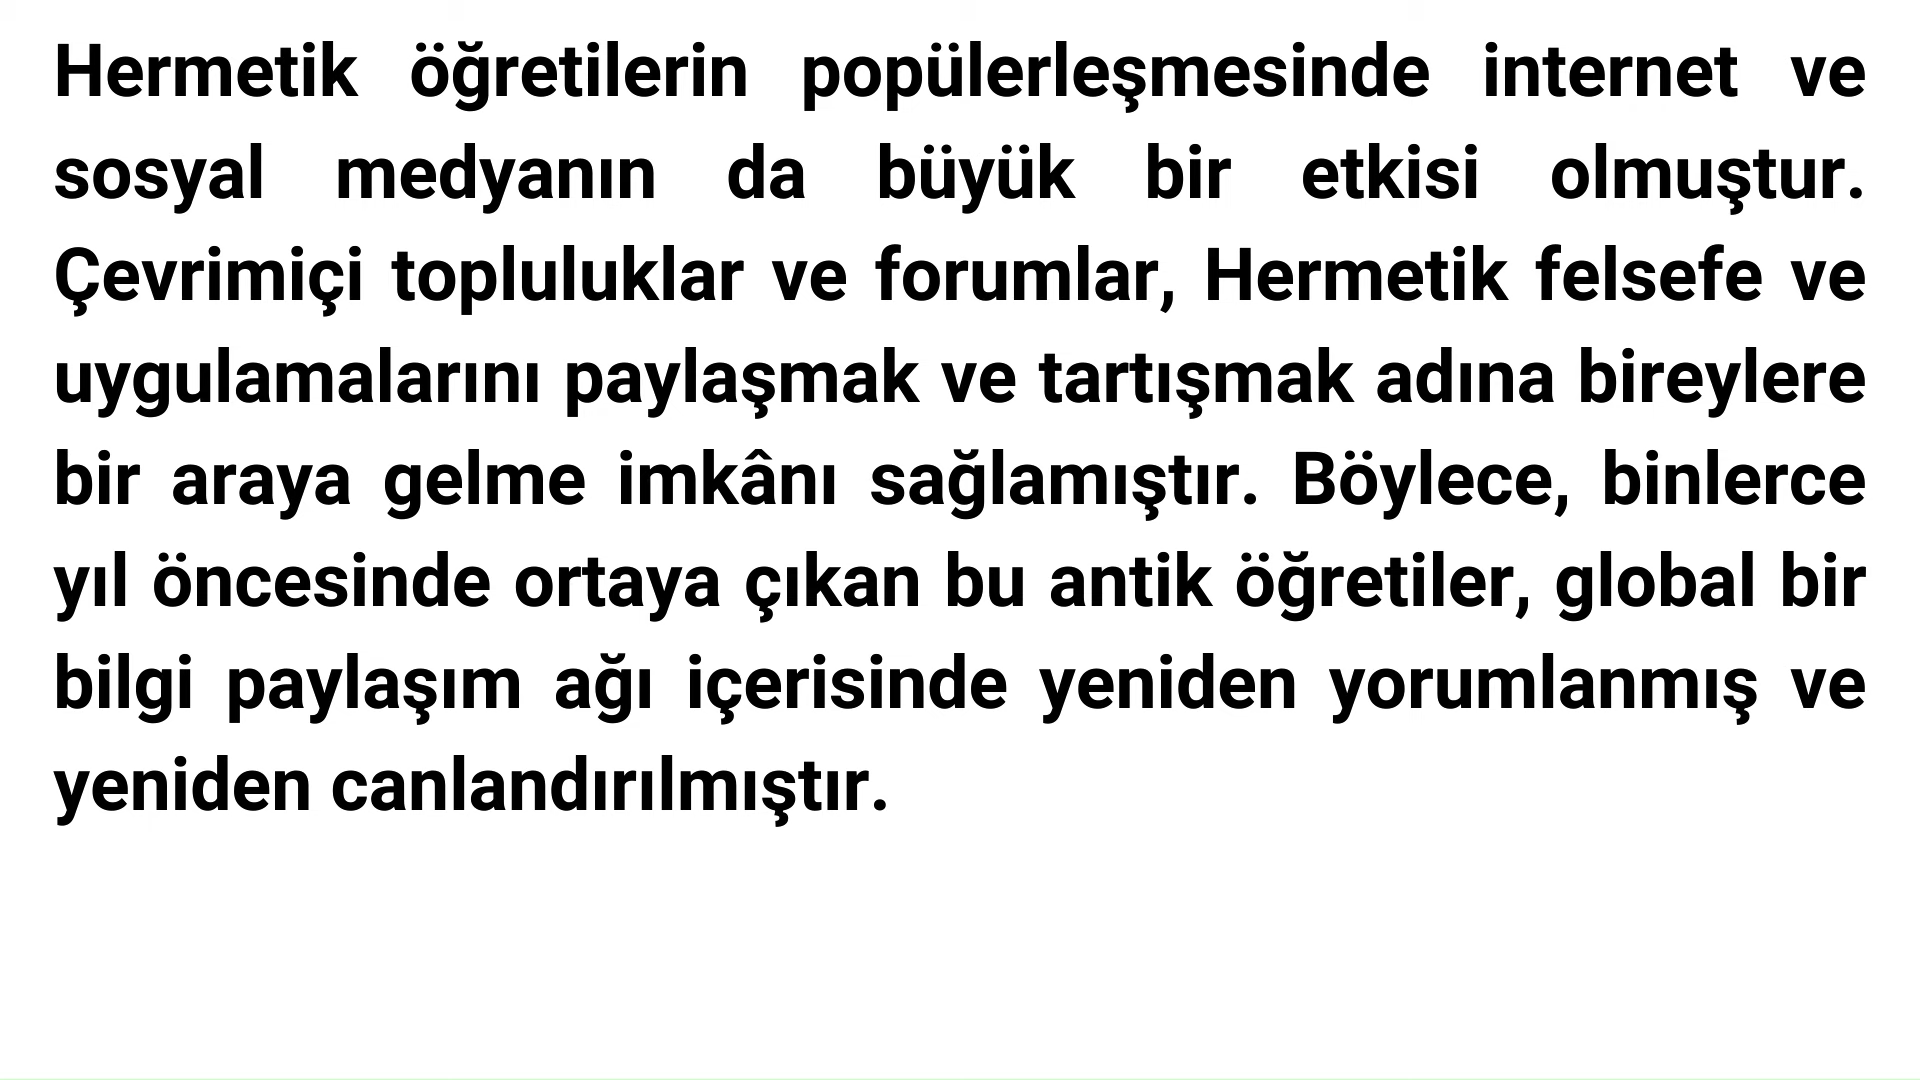 Hermetik öğretilerin popülerleşmesinde internet ve
sosyal medyanın da büyük bir etkisi olmuştur.
Çevrimiçi topluluklar ve forumlar, Hermetik felsefe ve
uygulamalarını paylaşmak ve tartışmak adına bireylere
bir araya gelme imkânı sağlamıştır. Böylece, binlerce
yıl öncesinde ortaya çıkan bu antik öğretiler, global bir
bilgi paylaşım ağı içerisinde yeniden yorumlanmış ve
yeniden canlandırılmıştır.